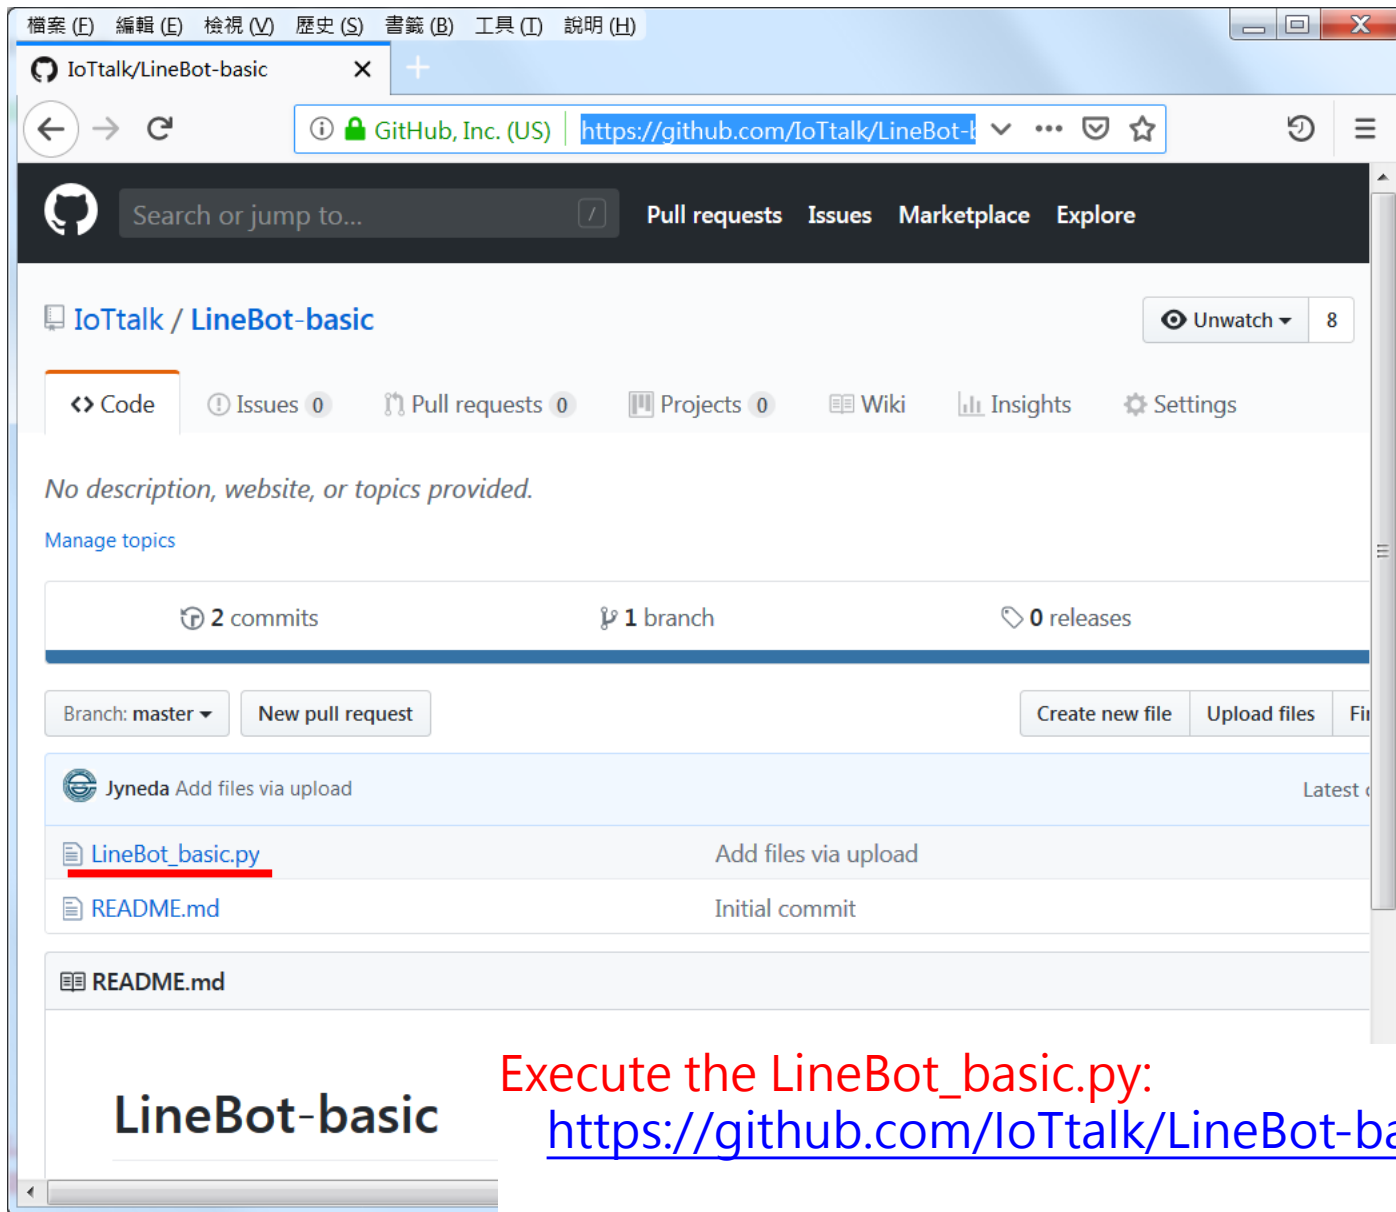 檔案 (F) 編輯 (E) 檢視 (V) 歷史 (S) 書籤 (B) 工具 (T) 說明 (H)
IoTtalk/LineBot-basic
GitHub, Inc. (US) https://github.com/IoTtalk/LineBot-b
Search or jump to... / Pull requests Issues Marketplace Explore
IoTtalk / LineBot-basic Unwatch 8
Code Issues 0 Pull requests 0 Projects 0 Wiki Insights Settings
No description, website, or topics provided.
Manage topics
2 commits 1 branch 0 releases
Branch: master New pull request Create new file Upload files Fi
Jyneda Add files via upload Latest
LineBot_basic.py Add files via upload
README.md Initial commit
README.md
LineBot-basic
Execute the LineBot_basic.py:
https://github.com/IoTtalk/LineBot-ba